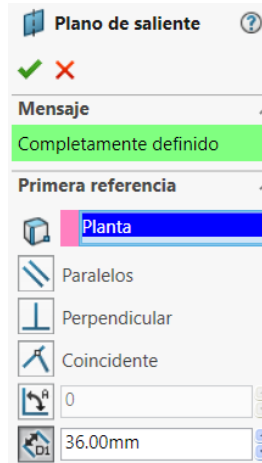 Plano de saliente
Mensaje
Completamente definido
Primera referencia
Planta
Paralelos
Perpendicular
Coincidente
0
36.00mm